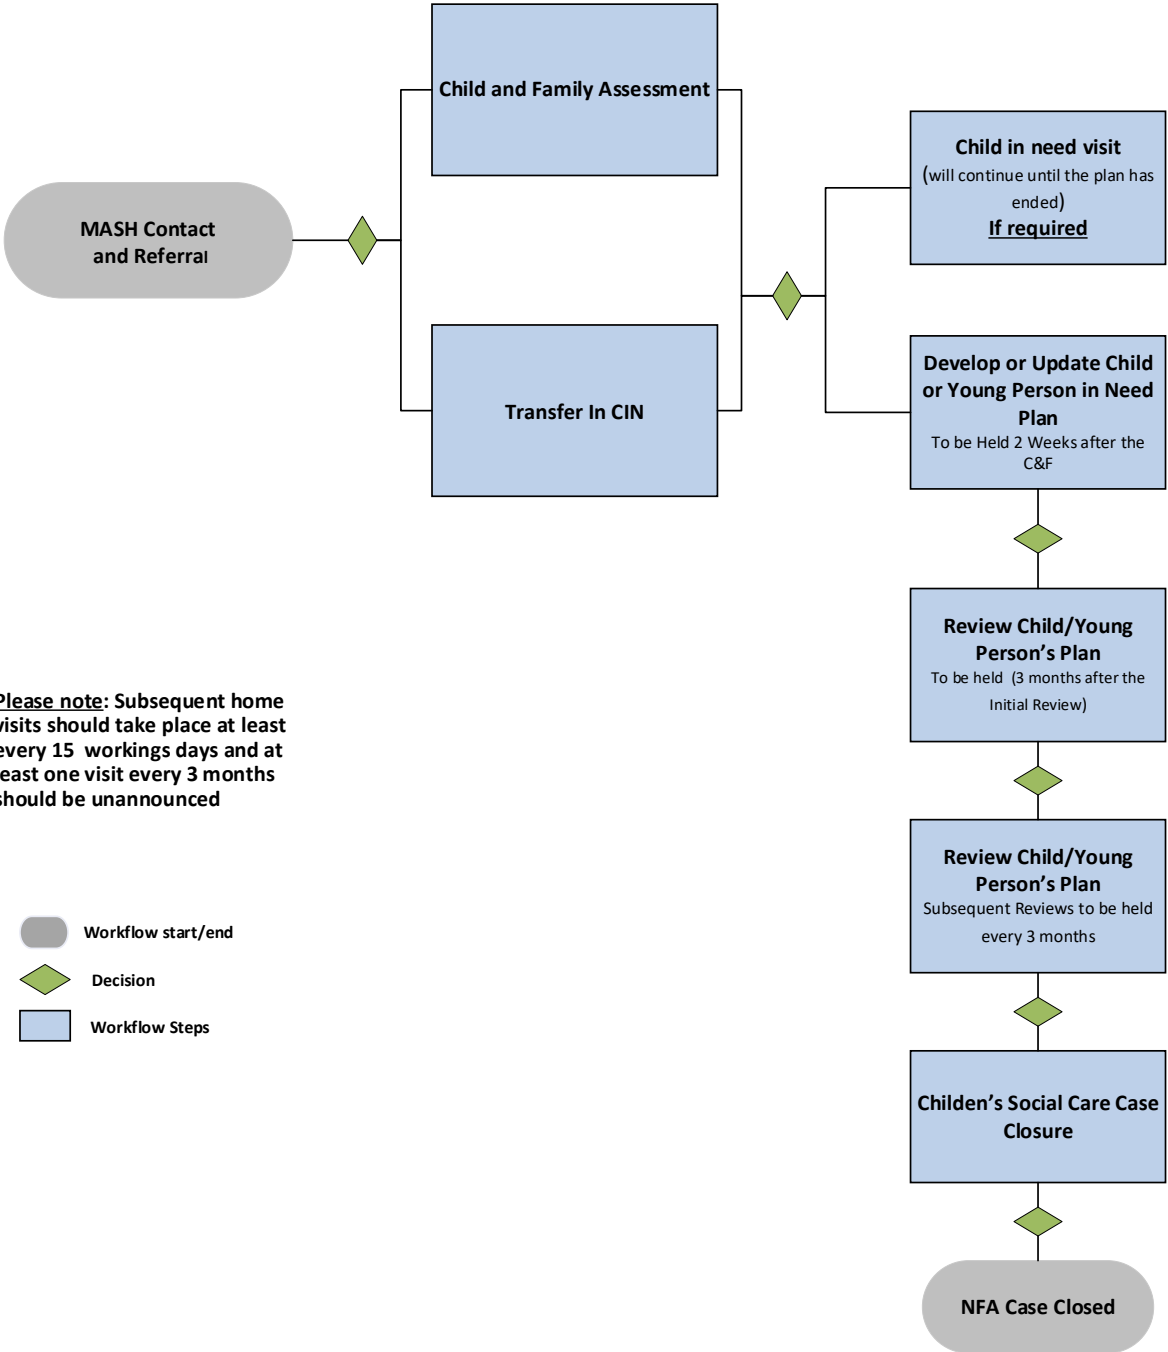 Child and Family Assessment
MASH Contact
and Referral
Transfer In CIN
Child in need visit
(will continue until the plan has
ended)
If required
Develop or Update Child
or Young Person in Need
Plan
To be Held 2 Weeks after the
C&F
Review Child/Young
Person's Plan
To be held (3 months after the
Initial Review)
Review Child/Young
Person's Plan
Subsequent Reviews to be held
every 3 months
Childen's Social Care Case
Closure
NFA Case Closed
Please note: Subsequent home
visits should take place at least
every 15 workings days and at
least one visit every 3 months
should be unannounced
Workflow start/end
Decision
Workflow Steps